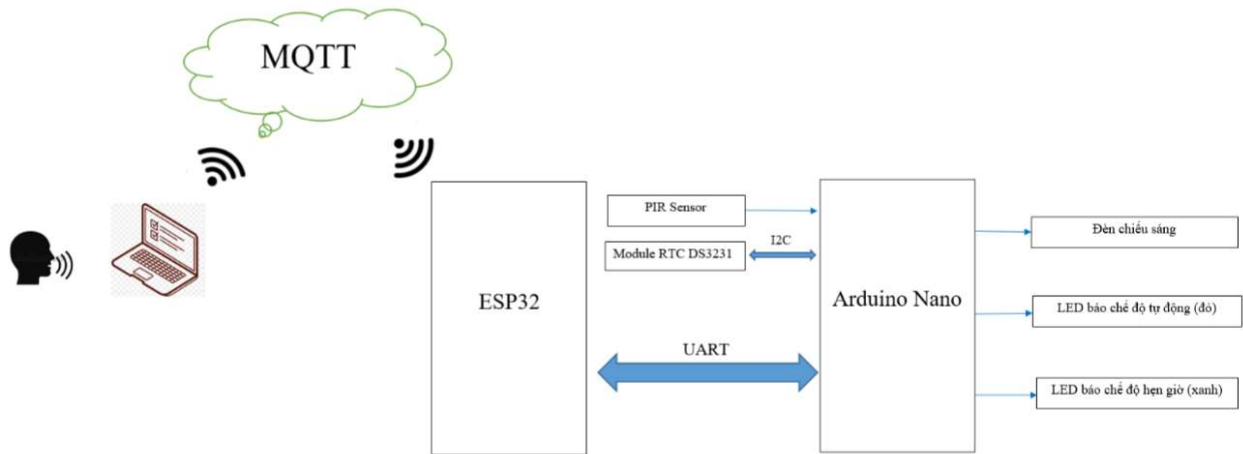 MQTT
PIR Sensor
Module RTC DS3231
I2C
Đèn chiếu sáng
ESP32
Arduino Nano
LED báo chế độ tự động (đỏ)
UART
LED báo chế độ hẹn giờ (xanh)